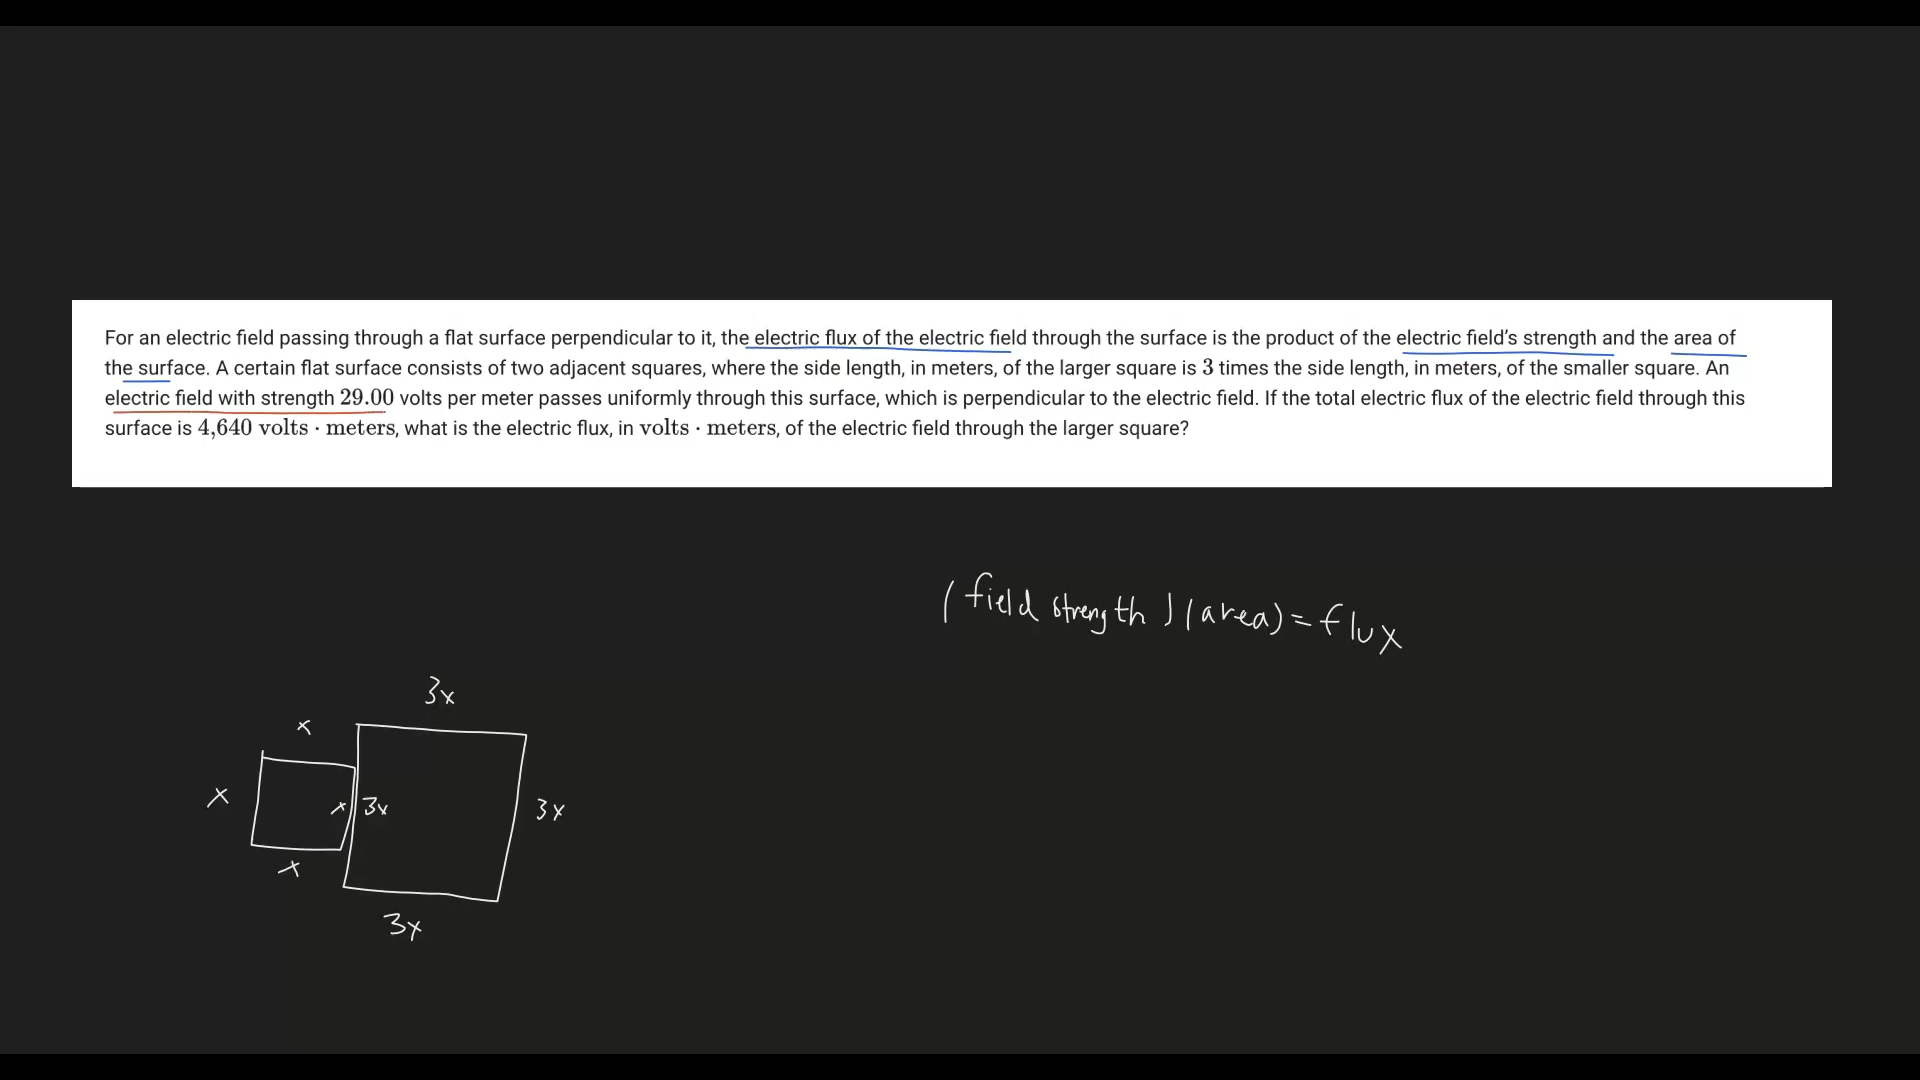 For an electric field passing through a flat surface perpendicular to it, the electric flux of the electric field through the surface is the product of the electric field’s strength and the area of
the surface. A certain flat surface consists of two adjacent squares, where the side length, in meters, of the larger square is 3 times the side length, in meters, of the smaller square. An
electric field with strength 29.00 volts per meter passes uniformly through this surface, which is perpendicular to the electric field. If the total electric flux of the electric field through this
surface is 4,640 volts · meters, what is the electric flux, in volts · meters, of the electric field through the larger square?
(field strength)(area)=flux
3x
x
x
x
3x
3x
x
3x